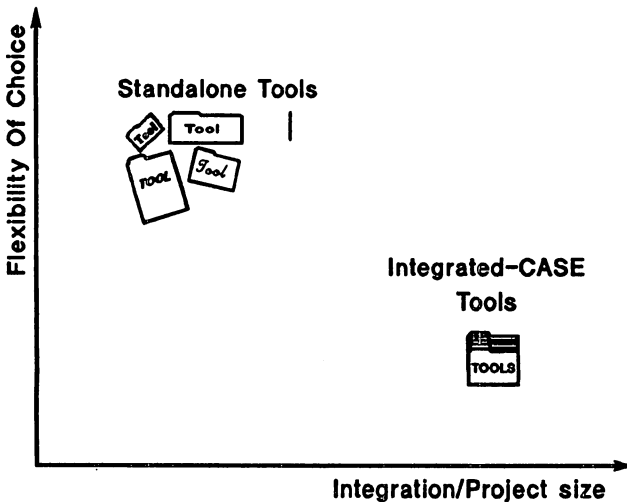 Flexibility Of Choice
Standalone Tools
Tool
Tool
TOOL
Tool
Integrated-CASE
Tools
TOOLS
Integration/Project size